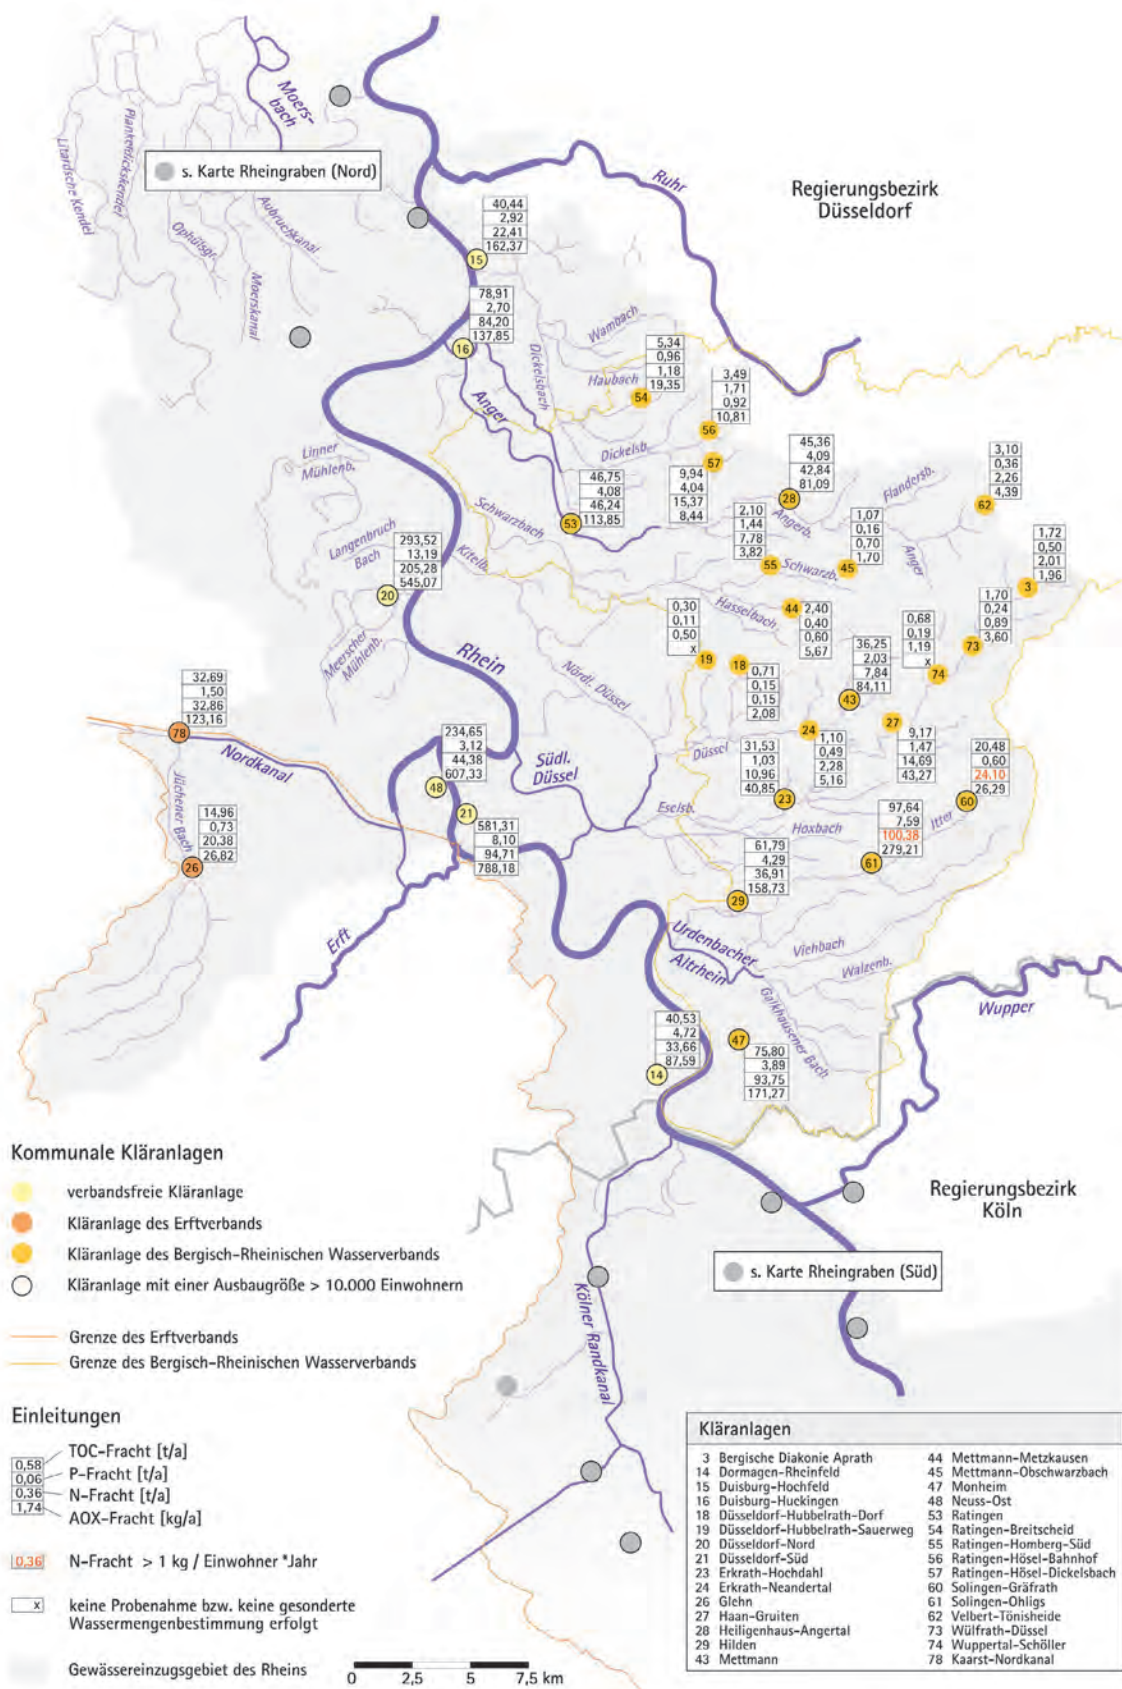 Moers-
bach
Plankendickskendel
Litardsche Kendel
s. Karte Rheingraben (Nord)
Ruhr
Regierungsbezirk
Düsseldorf
Ophülsgr.
Aubruchkanal
Moerskanal
40,44
2,92
22,41
162,37
15
78,91
2,70
84,20
137,85
16
Wambach
Dickelsbach
Haubach
5,34
0,96
1,18
19,35
54
3,49
1,71
0,92
10,81
56
Anger
Dickelsb.
57
9,94
4,04
15,37
8,44
45,36
4,09
42,84
81,09
28
Flandersb.
3,10
0,36
2,26
4,39
62
Linner
Mühlenb.
46,75
4,08
46,24
113,85
53
Schwarzbach
Angerb.
Anger
2,10
1,44
7,78
3,82
55
Schwarzb.
1,07
0,16
0,70
1,70
45
1,72
0,50
2,01
1,96
3
Langenbruch
Bach
293,52
13,19
205,28
545,07
20
Kittelb.
Hasselbach
44
2,40
0,40
0,60
5,67
1,70
0,24
0,89
3,60
73
0,30
0,11
0,50
x
19
18
0,71
0,15
0,15
2,08
36,25
2,03
7,84
84,11
43
0,68
0,19
1,19
x
74
Meerscher
Mühlenb.
Rhein
Nördl. Düssel
32,69
1,50
32,86
123,16
78
Nordkanal
234,65
3,12
44,38
607,33
48
Südl.
Düssel
Düssel
31,53
1,03
10,96
40,85
23
24
1,10
0,49
2,28
5,16
27
9,17
1,47
14,69
43,27
20,48
0,60
24,10
26,29
60
Jüchener Bach
14,96
0,73
20,38
26,82
26
21
581,31
8,10
94,71
788,18
Eselsb.
Hoxbach
97,64
7,59
100,38
279,21
61
Itter
61,79
4,29
36,91
158,73
29
Erft
Urdenbacher
Altrhein
Viehbach
Walzenb.
Galkhausener Bach
Wupper
40,53
4,72
33,66
87,59
14
47
75,80
3,89
93,75
171,27
Kommunale Kläranlagen
verbandsfreie Kläranlage
Kläranlage des Erftverbands
Kläranlage des Bergisch-Rheinischen Wasserverbands
Kläranlage mit einer Ausbaugröße > 10.000 Einwohnern
Grenze des Erftverbands
Grenze des Bergisch-Rheinischen Wasserverbands
Regierungsbezirk
Köln
s. Karte Rheingraben (Süd)
Kölner Randkanal
Einleitungen
0,58 TOC-Fracht [t/a]
0,06 P-Fracht [t/a]
0,36 N-Fracht [t/a]
1,74 AOX-Fracht [kg/a]
0,36 N-Fracht > 1 kg / Einwohner *Jahr
x keine Probenahme bzw. keine gesonderte
Wassermengenbestimmung erfolgt
Gewässereinzugsgebiet des Rheins
0 2,5 5 7,5 km
Kläranlagen
3 Bergische Diakonie Aprath
14 Dormagen-Rheinfeld
15 Duisburg-Hochfeld
16 Duisburg-Huckingen
18 Düsseldorf-Hubbelrath-Dorf
19 Düsseldorf-Hubbelrath-Sauerweg
20 Düsseldorf-Nord
21 Düsseldorf-Süd
23 Erkrath-Hochdahl
24 Erkrath-Neandertal
26 Glehn
27 Haan-Gruiten
28 Heiligenhaus-Angertal
29 Hilden
43 Mettmann
44 Mettmann-Metzkausen
45 Mettmann-Obschwarzbach
47 Monheim
48 Neuss-Ost
53 Ratingen
54 Ratingen-Breitscheid
55 Ratingen-Homberg-Süd
56 Ratingen-Hösel-Bahnhof
57 Ratingen-Hösel-Dickelsbach
60 Solingen-Gräfrath
61 Solingen-Ohligs
62 Velbert-Tönisheide
73 Wülfrath-Düssel
74 Wuppertal-Schöller
78 Kaarst-Nordkanal